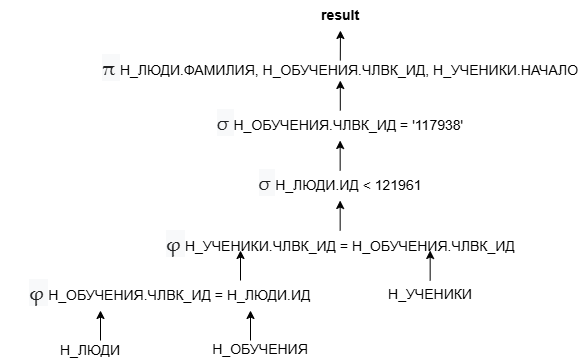 result
π Н_ЛЮДИ.ФАМИЛИЯ, Н_ОБУЧЕНИЯ.ЧЛВК_ИД, Н_УЧЕНИКИ.НАЧАЛО
σ Н_ОБУЧЕНИЯ.ЧЛВК_ИД = '117938'
σ Н_ЛЮДИ.ИД < 121961
φ Н_УЧЕНИКИ.ЧЛВК_ИД = Н_ОБУЧЕНИЯ.ЧЛВК_ИД
φ Н_ОБУЧЕНИЯ.ЧЛВК_ИД = Н_ЛЮДИ.ИД
Н_УЧЕНИКИ
Н_ЛЮДИ
Н_ОБУЧЕНИЯ